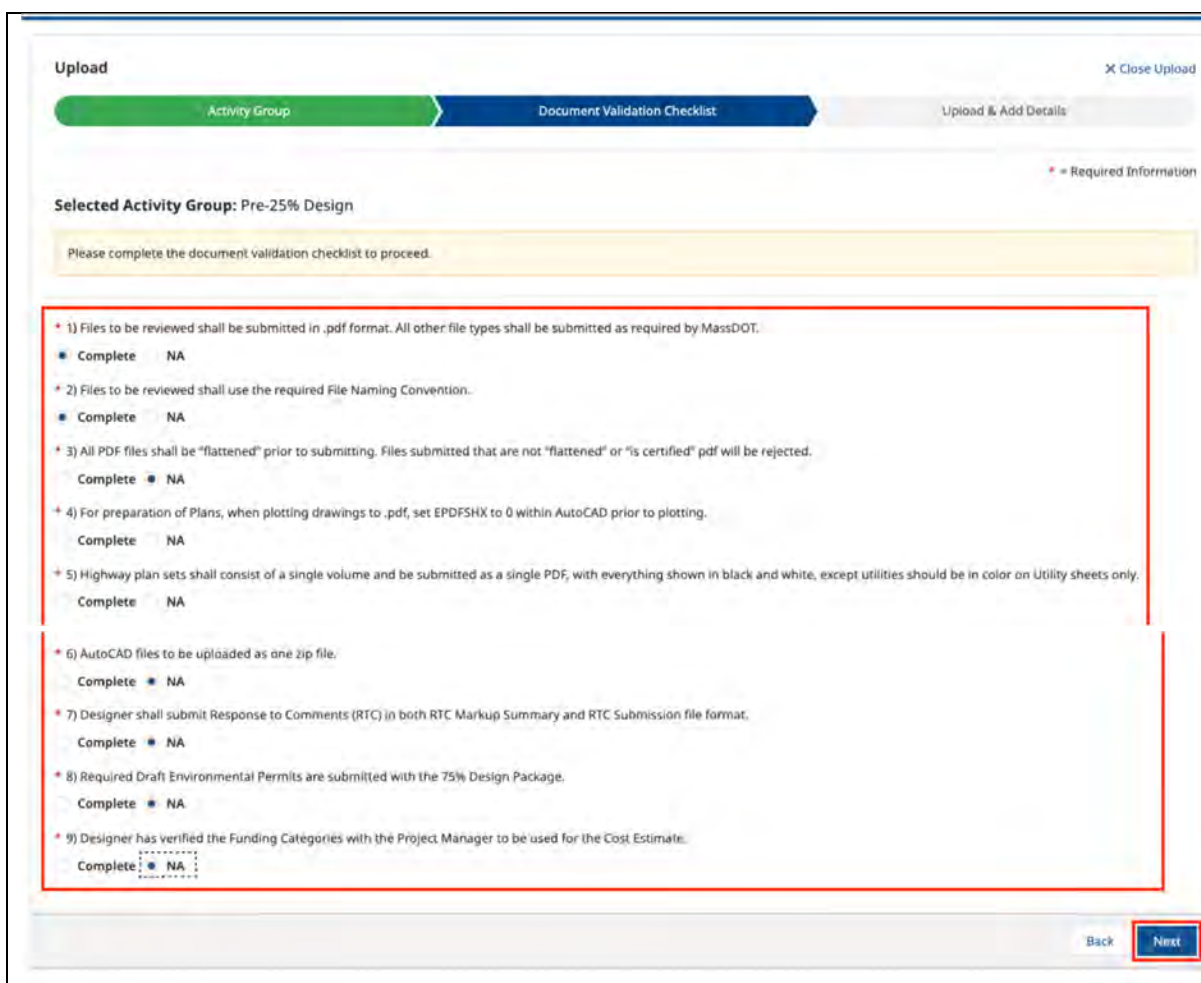 Upload
X Close Upload
Activity Group
Document Validation Checklist
Upload & Add Details
* = Required Information
Selected Activity Group: Pre-25% Design
Please complete the document validation checklist to proceed.
* 1) Files to be reviewed shall be submitted in .pdf format. All other file types shall be submitted as required by MassDOT.
Complete NA
* 2) Files to be reviewed shall use the required File Naming Convention.
Complete NA
* 3) All PDF files shall be "flattened" prior to submitting. Files submitted that are not "flattened" or "is certified" pdf will be rejected.
Complete NA
* 4) For preparation of Plans, when plotting drawings to .pdf, set EPDFSHX to 0 within AutoCAD prior to plotting.
Complete NA
* 5) Highway plan sets shall consist of a single volume and be submitted as a single PDF, with everything shown in black and white, except utilities should be in color on Utility sheets only.
Complete NA
* 6) AutoCAD files to be uploaded as one zip file.
Complete NA
* 7) Designer shall submit Response to Comments (RTC) in both RTC Markup Summary and RTC Submission file format.
Complete NA
* 8) Required Draft Environmental Permits are submitted with the 75% Design Package.
Complete NA
* 9) Designer has verified the Funding Categories with the Project Manager to be used for the Cost Estimate.
Complete NA
Back
Next